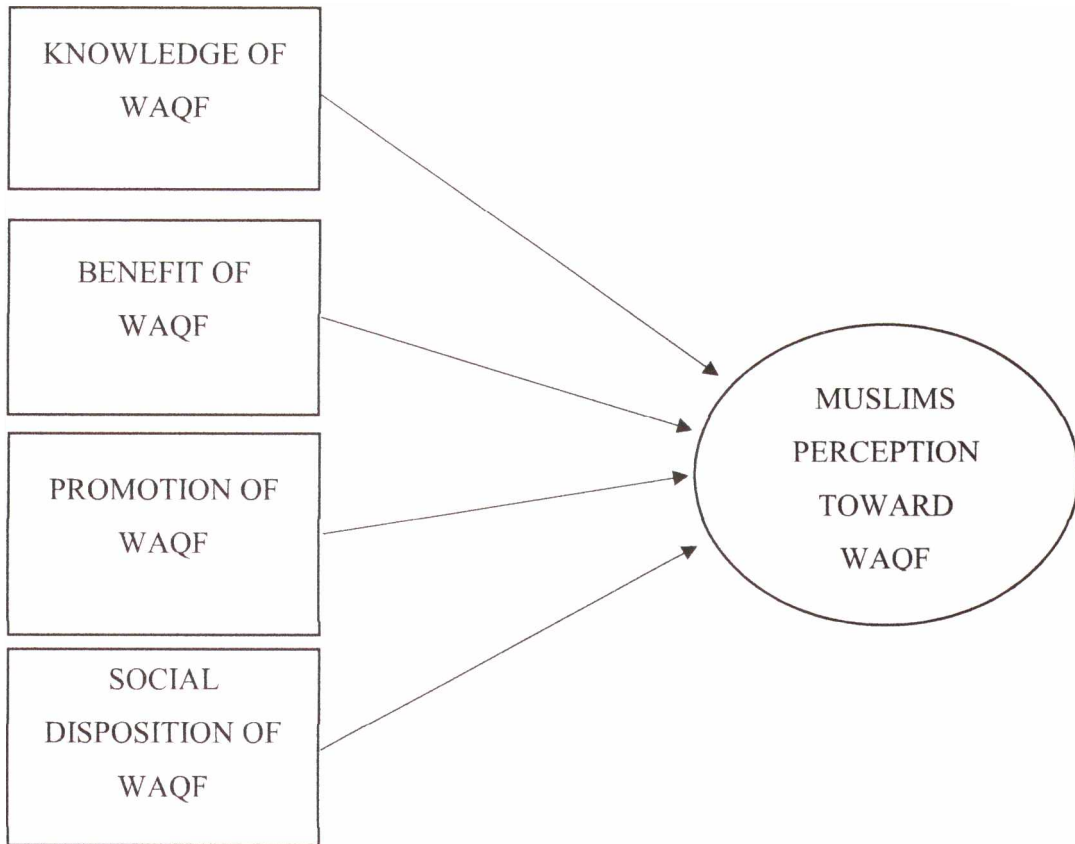 KNOWLEDGE OF
WAQF
BENEFIT OF
WAQF
PROMOTION OF
WAQF
SOCIAL
DISPOSITION OF
WAQF
MUSLIMS
PERCEPTION
TOWARD
WAQF